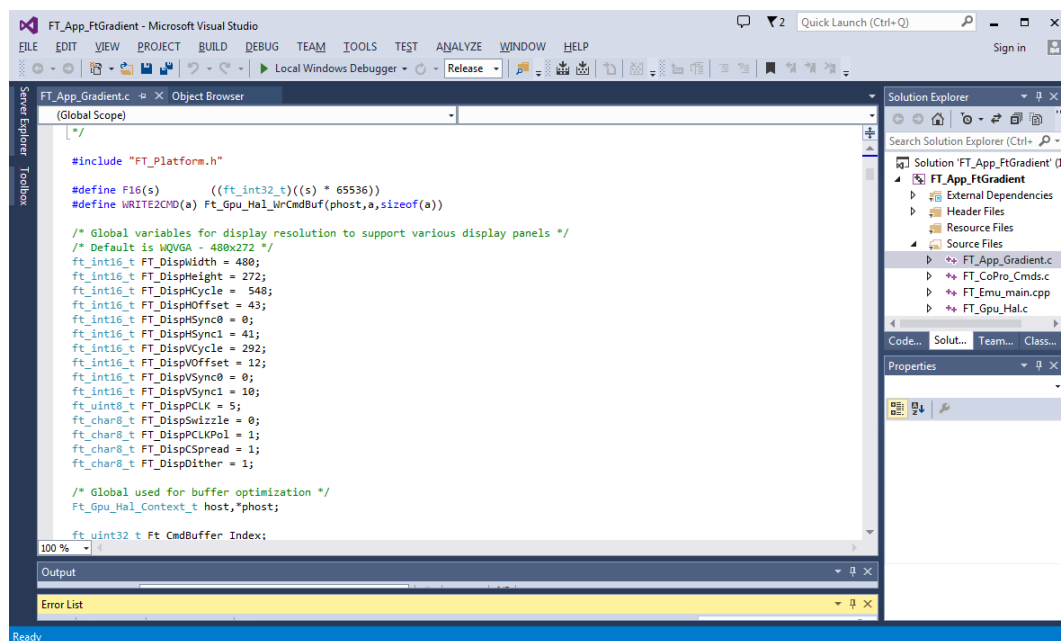 FT_App_FtGradient - Microsoft Visual Studio
2
Quick Launch (Ctrl+Q)
FILE EDIT VIEW PROJECT BUILD DEBUG TEAM TOOLS TEST ANALYZE WINDOW HELP
Sign in
Local Windows Debugger
Release
Server Explorer
Toolbox
FT_App_Gradient.c
Object Browser
(Global Scope)
*/
#include "FT_Platform.h"
#define F16(s) ((ft_int32_t)((s) * 65536))
#define WRITE2CMD(a) Ft_Gpu_Hal_WrCmdBuf(phost,a,sizeof(a))
/* Global variables for display resolution to support various display panels */
/* Default is WQVGA - 480x272 */
ft_int16_t FT_DispWidth = 480;
ft_int16_t FT_DispHeight = 272;
ft_int16_t FT_DispHCycle = 548;
ft_int16_t FT_DispHOffset = 43;
ft_int16_t FT_DispHSync0 = 0;
ft_int16_t FT_DispHSync1 = 41;
ft_int16_t FT_DispVCycle = 292;
ft_int16_t FT_DispVOffset = 12;
ft_int16_t FT_DispVSync0 = 0;
ft_int16_t FT_DispVSync1 = 10;
ft_uint8_t FT_DispPCLK = 5;
ft_char8_t FT_DispSwizzle = 0;
ft_char8_t FT_DispPCLKPol = 1;
ft_char8_t FT_DispCSpread = 1;
ft_char8_t FT_DispDither = 1;
/* Global used for buffer optimization */
Ft_Gpu_Hal_Context_t host,*phost;
ft_uint32_t Ft_CmdBuffer_Index;
100 %
Output
Error List
Ready
Solution Explorer
Search Solution Explorer (Ctrl+
Solution 'FT_App_FtGradient' (1
FT_App_FtGradient
External Dependencies
Header Files
Resource Files
Source Files
FT_App_Gradient.c
FT_CoPro_Cmds.c
FT_Emu_main.cpp
FT_Gpu_Hal.c
Code... Solut... Team... Class...
Properties